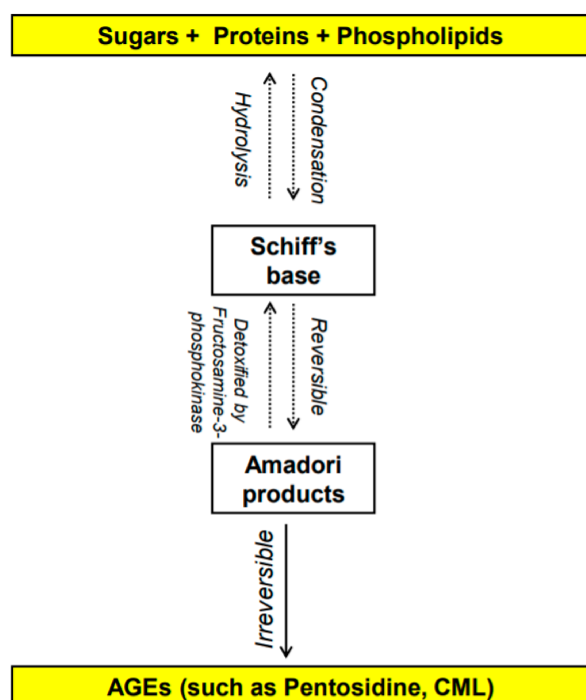 Sugars + Proteins + Phospholipids
Hydrolysis
Condensation
Schiff's
base
Detoxified by
Fructosamine-3-
phosphokinase
Reversible
Amadori
products
Irreversible
AGEs (such as Pentosidine, CML)